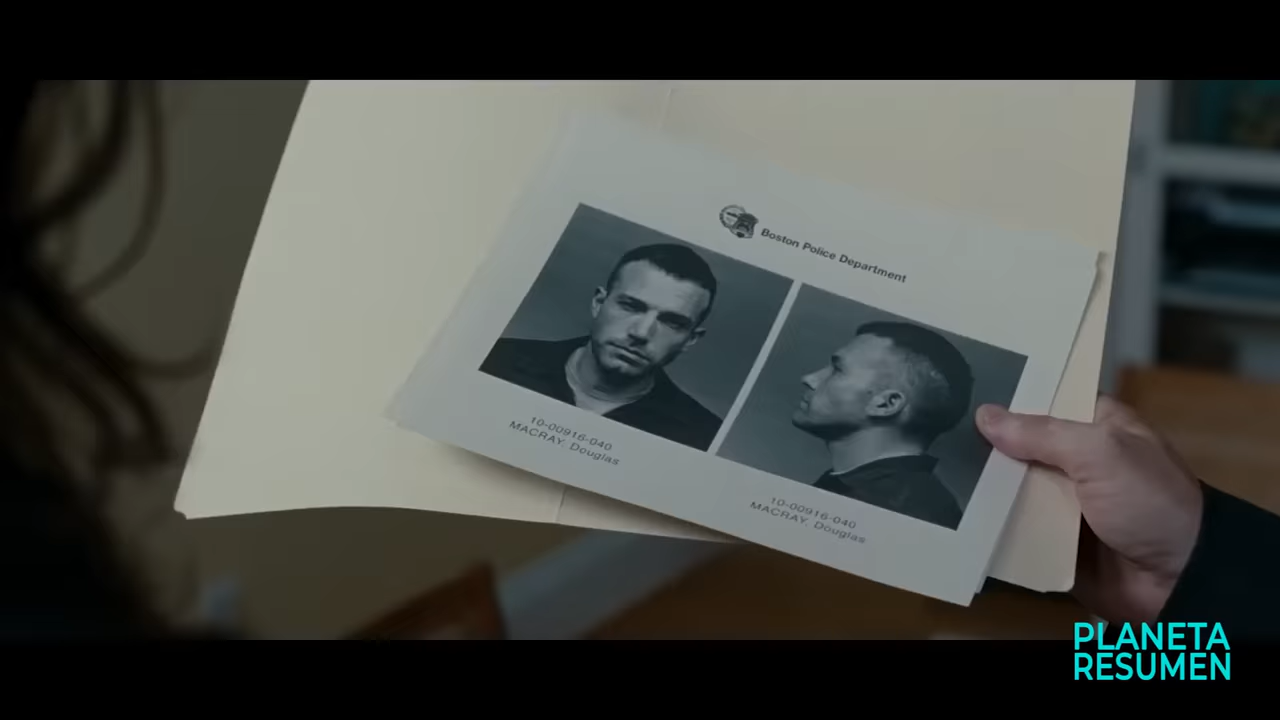 Boston Police Department
10-00916-040
MACRAY, Douglas
10-00916-040
MACRAY, Douglas
PLANETA
RESUMEN